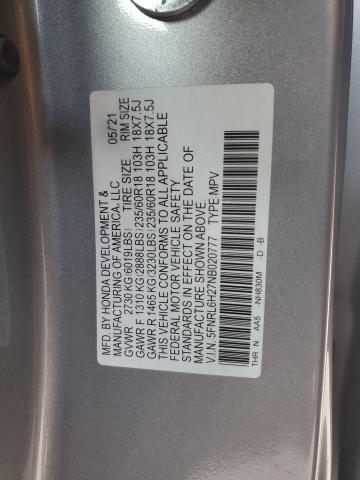 MFD. BY HONDA DEVELOPMENT & 05/21
MANUFACTURING OF AMERICA, LLC
GVWR 2730 KG(6019LBS) TIRE SIZE RIM SIZE
GAWR F 1310 KG(2888LBS) 235/60R18 103H 18X7.5J
GAWR R 1465 KG(3230LBS) 235/60R18 103H 18X7.5J
THIS VEHICLE CONFORMS TO ALL APPLICABLE
FEDERAL MOTOR VEHICLE SAFETY
STANDARDS IN EFFECT ON THE DATE OF
MANUFACTURE SHOWN ABOVE.
V.I.N. 5FNRL6H27NB020777 TYPE:MPV
THR N AA5 -NH830M -D -B